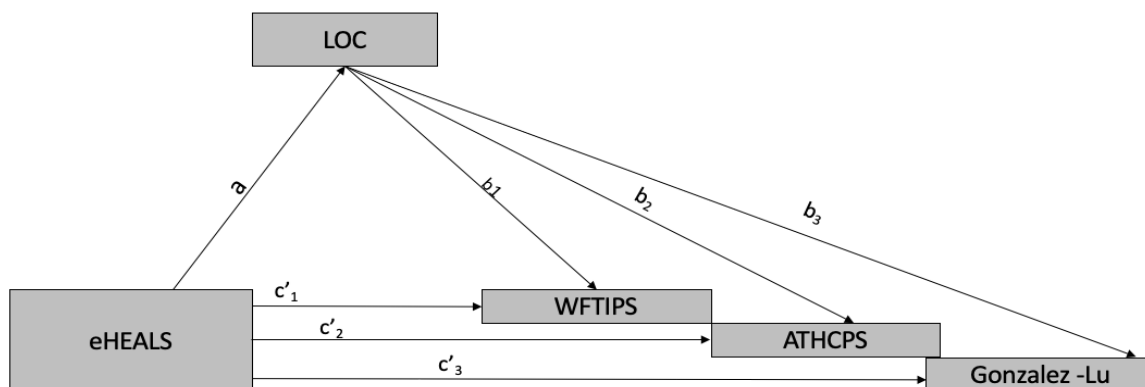 LOC
a
b1
b₂
b₃
c'₁
WFTIPS
eHEALS
c'₂
ATHCPS
c'₃
Gonzalez -Lu